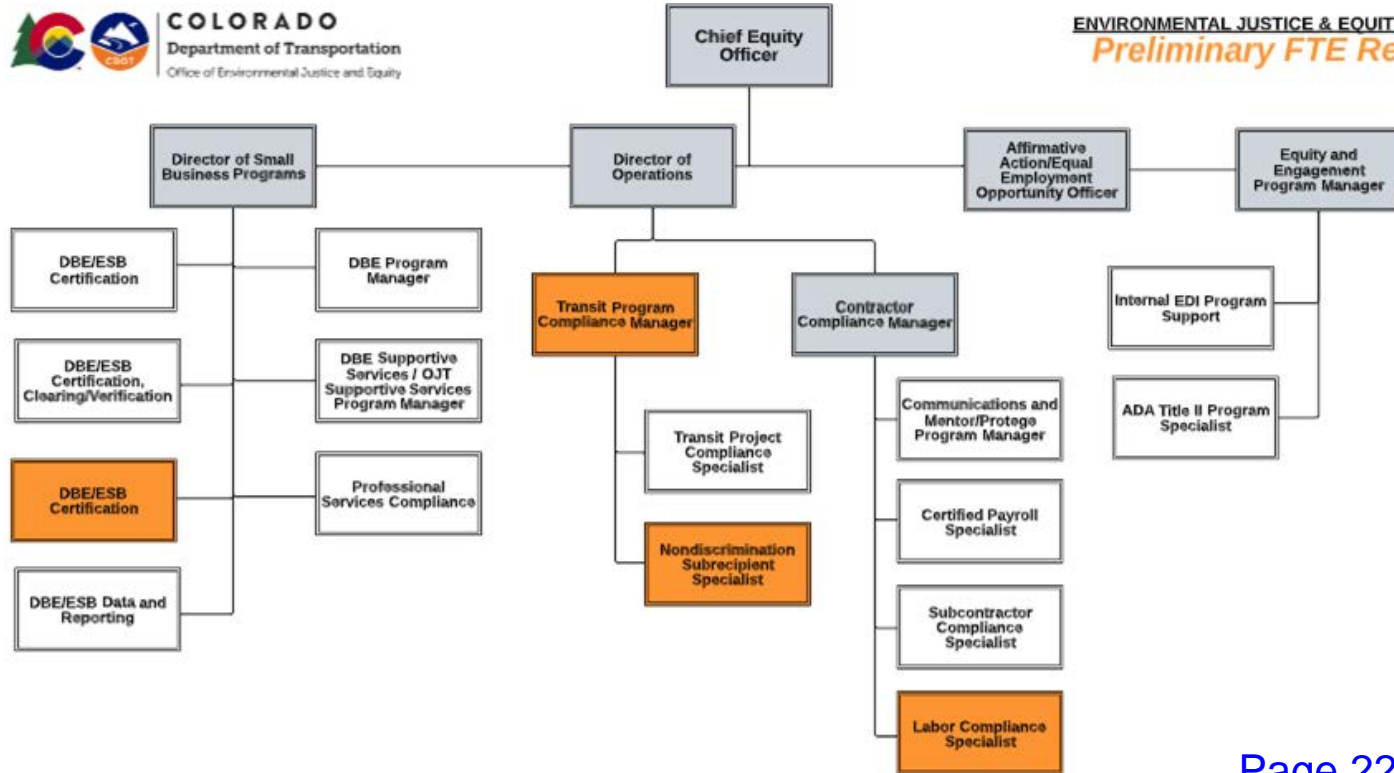 COLORADO
Department of Transportation
Office of Environmental Justice and Equity
CDOT
ENVIRONMENTAL JUSTICE & EQUIT
Preliminary FTE Re
Chief Equity
Officer
Director of Small
Business Programs
Director of
Operations
Affirmative
Action/Equal
Employment
Opportunity Officer
Equity and
Engagement
Program Manager
DBE/ESB
Certification
DBE Program
Manager
DBE/ESB
Certification,
Clearing/Verification
DBE Supportive
Services / OJT
Supportive Services
Program Manager
DBE/ESB
Certification
Professional
Services Compliance
DBE/ESB Data and
Reporting
Transit Program
Compliance Manager
Transit Project
Compliance
Specialist
Nondiscrimination
Subrecipient
Specialist
Contractor
Compliance Manager
Communications and
Mentor/Protege
Program Manager
Certified Payroll
Specialist
Subcontractor
Compliance
Specialist
Labor Compliance
Specialist
Internal EDI Program
Support
ADA Title II Program
Specialist
Page 22